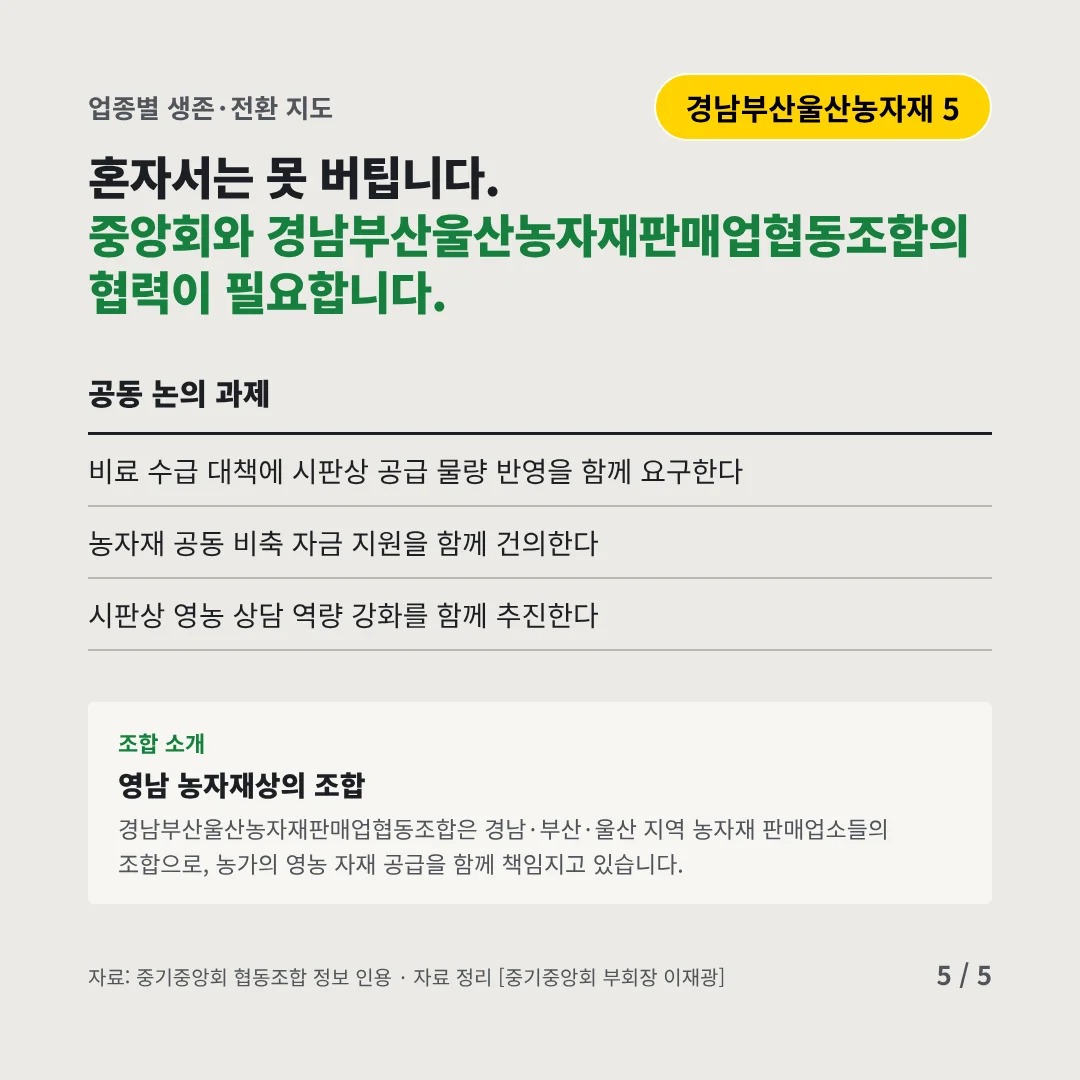 업종별 생존·전환 지도
경남부산울산농자재 5
혼자서는 못 버팁니다.
중앙회와 경남부산울산농자재판매업협동조합의
협력이 필요합니다.
공동 논의 과제
비료 수급 대책에 시판상 공급 물량 반영을 함께 요구한다
농자재 공동 비축 자금 지원을 함께 건의한다
시판상 영농 상담 역량 강화를 함께 추진한다
조합 소개
영남 농자재상의 조합
경남부산울산농자재판매업협동조합은 경남·부산·울산 지역 농자재 판매업소들의
조합으로, 농가의 영농 자재 공급을 함께 책임지고 있습니다.
자료: 중기중앙회 협동조합 정보 인용 · 자료 정리 [중기중앙회 부회장 이재광]
5 / 5